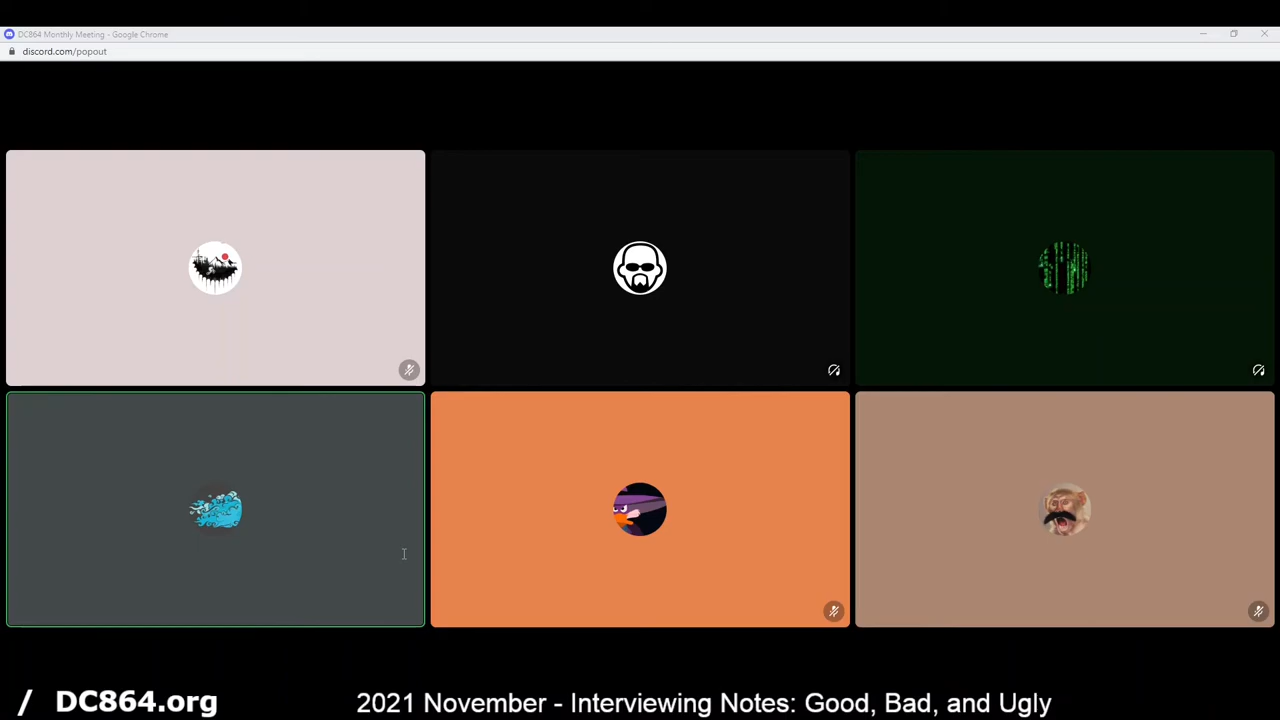 DC864 Monthly Meeting - Google Chrome
discord.com/popout
/ DC864.org
2021 November - Interviewing Notes: Good, Bad, and Ugly